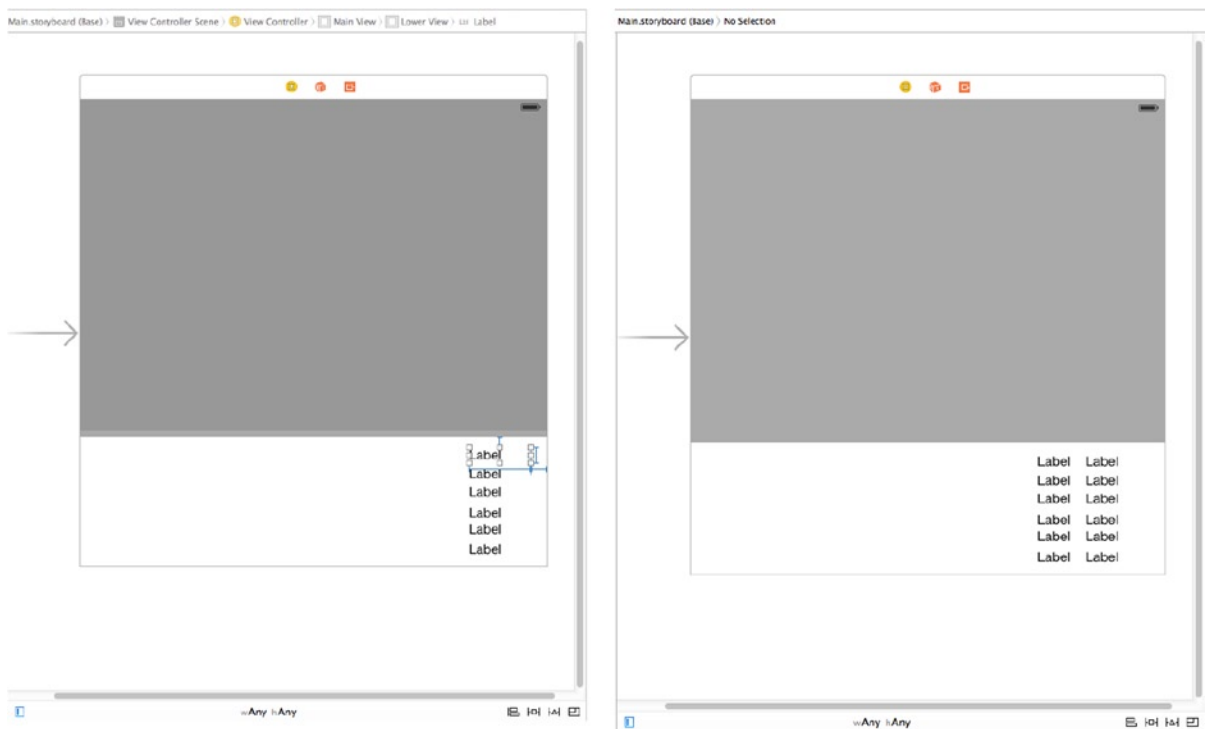 Main.storyboard (Base) 〉 View Controller Scene 〉 View Controller 〉 Main View 〉 Lower View 〉 Label
Label
Label
Label
Label
Label
Label
wAny hAny
Main.storyboard (Base) 〉 No Selection
Label Label
Label Label
Label Label
Label Label
Label Label
Label Label
wAny hAny